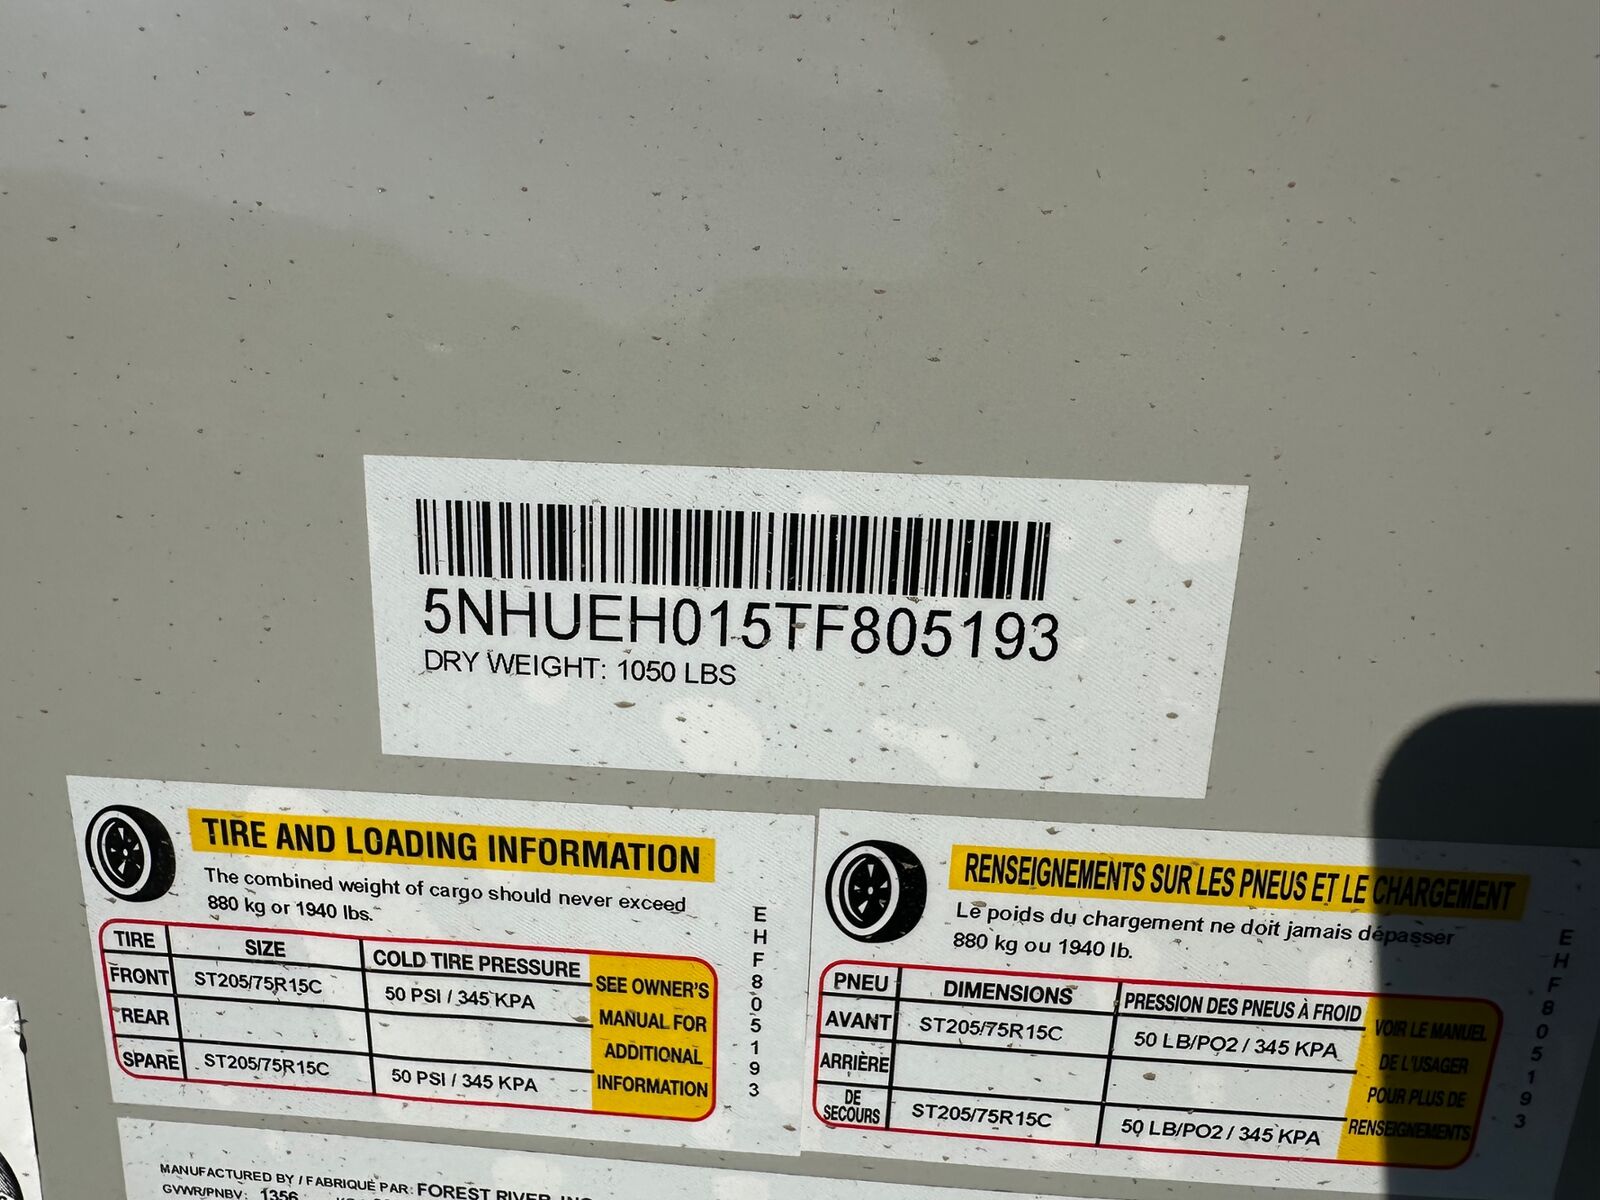 5NHUEH015TF805193
DRY WEIGHT: 1050 LBS
TIRE AND LOADING INFORMATION
The combined weight of cargo should never exceed
880 kg or 1940 lbs.
TIRE SIZE COLD TIRE PRESSURE
FRONT ST205/75R15C 50 PSI / 345 KPA
REAR
SPARE ST205/75R15C 50 PSI / 345 KPA
SEE OWNER'S
MANUAL FOR
ADDITIONAL
INFORMATION
EHF805193
RENSEIGNEMENTS SUR LES PNEUS ET LE CHARGEMENT
Le poids du chargement ne doit jamais dépasser
880 kg ou 1940 lb.
PNEU DIMENSIONS PRESSION DES PNEUS À FROID
AVANT ST205/75R15C 50 LB/PO2 / 345 KPA
ARRIÈRE
DE
SECOURS ST205/75R15C 50 LB/PO2 / 345 KPA
VOIR LE MANUEL
DE L'USAGER
POUR PLUS DE
RENSEIGNEMENTS
EHF805193
MANUFACTURED BY / FABRIQUÉ PAR: FOREST RIVER, INC.
GVWR/PNBV: 1356